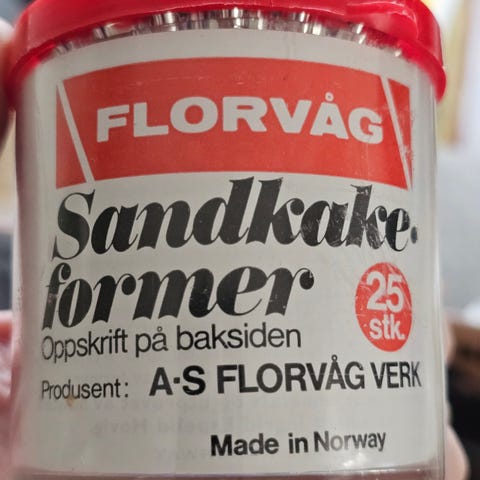 FLORVÅG
Sandkake-
former
25
stk.
Oppskrift på baksiden
Produsent: A·S FLORVÅG VERK
Made in Norway